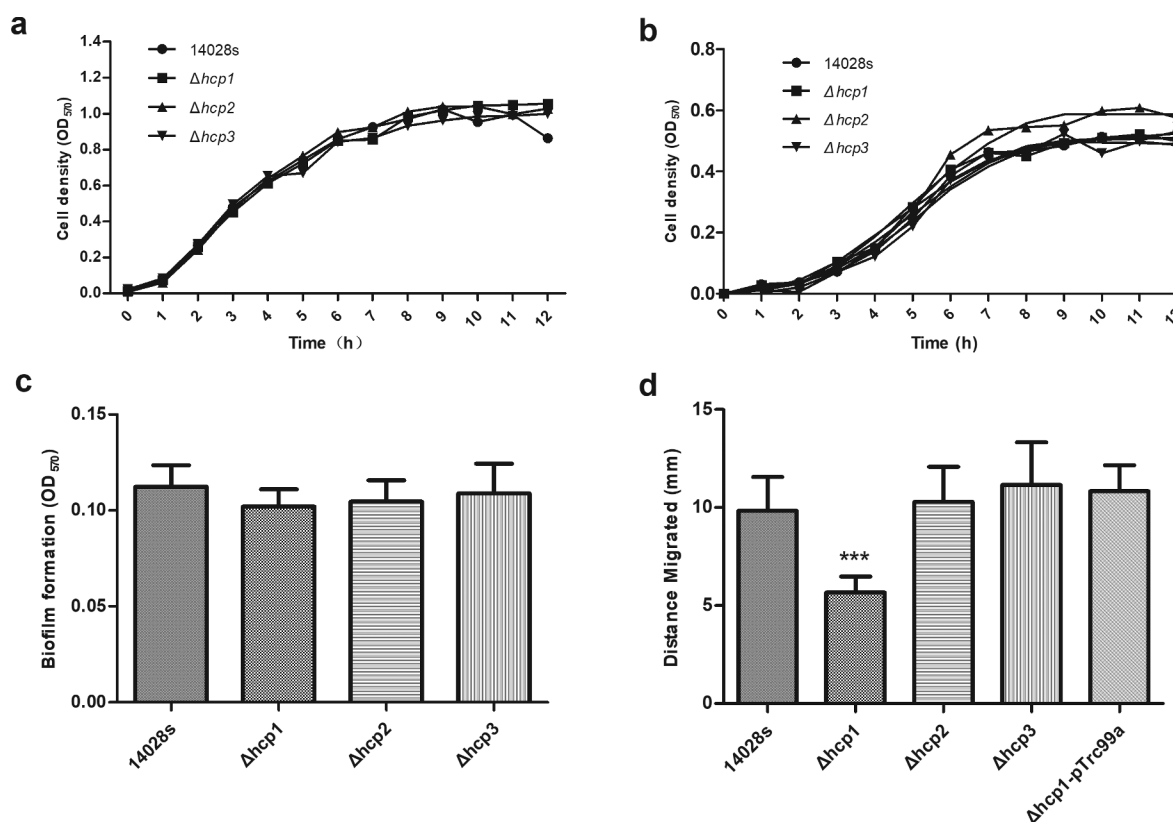 a
Cell density (OD570)
1.4
1.2
1.0
0.8
0.6
0.4
0.2
0.0
14028s
Δhcp1
Δhcp2
Δhcp3
0 1 2 3 4 5 6 7 8 9 10 11 12
Time（h）
b
Cell density (OD570)
0.8
0.6
0.4
0.2
0.0
14028s
Δhcp1
Δhcp2
Δhcp3
0 1 2 3 4 5 6 7 8 9 10 11
Time (h)
c
Biofilm formation (OD570)
0.15
0.10
0.05
0.00
14028s
Δhcp1
Δhcp2
Δhcp3
d
Distance Migrated (mm)
15
10
5
0
***
14028s
Δhcp1
Δhcp2
Δhcp3
Δhcp1-pTrc99a